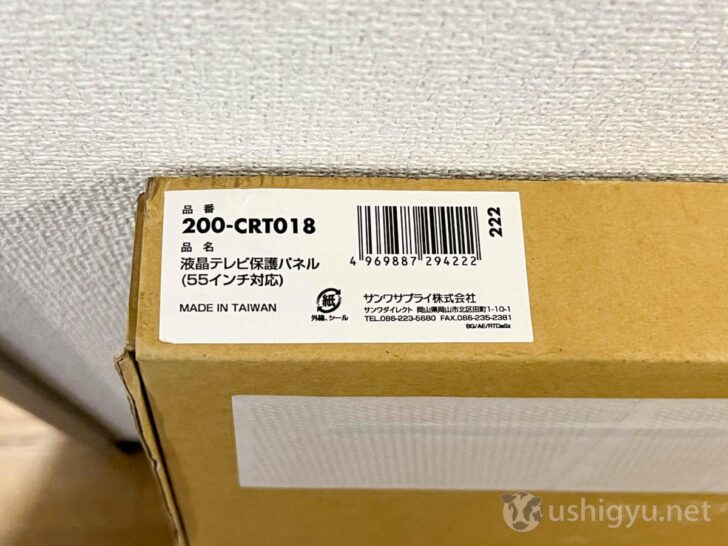 品番
200-CRT018
品名
液晶テレビ保護パネル
(55インチ対応)
MADE IN TAIWAN
紙
外箱、シール
4 969887 294222
222
サンワサプライ株式会社
サンワダイレクト 岡山県岡山市北区田町1-10-1
TEL.086-223-5680 FAX.086-235-2381
BG/AE/RTDaSz
ushigyu.net